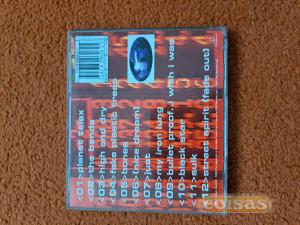 01>planet telex
02>the bends
03>high and dry
04>fake plastic trees
05>bones
06>(nice dream)
07>just
08>my iron lung
09>bullet proof..i wish i was
10>black star
11>sulk
12>street spirit (fade out)
coisas